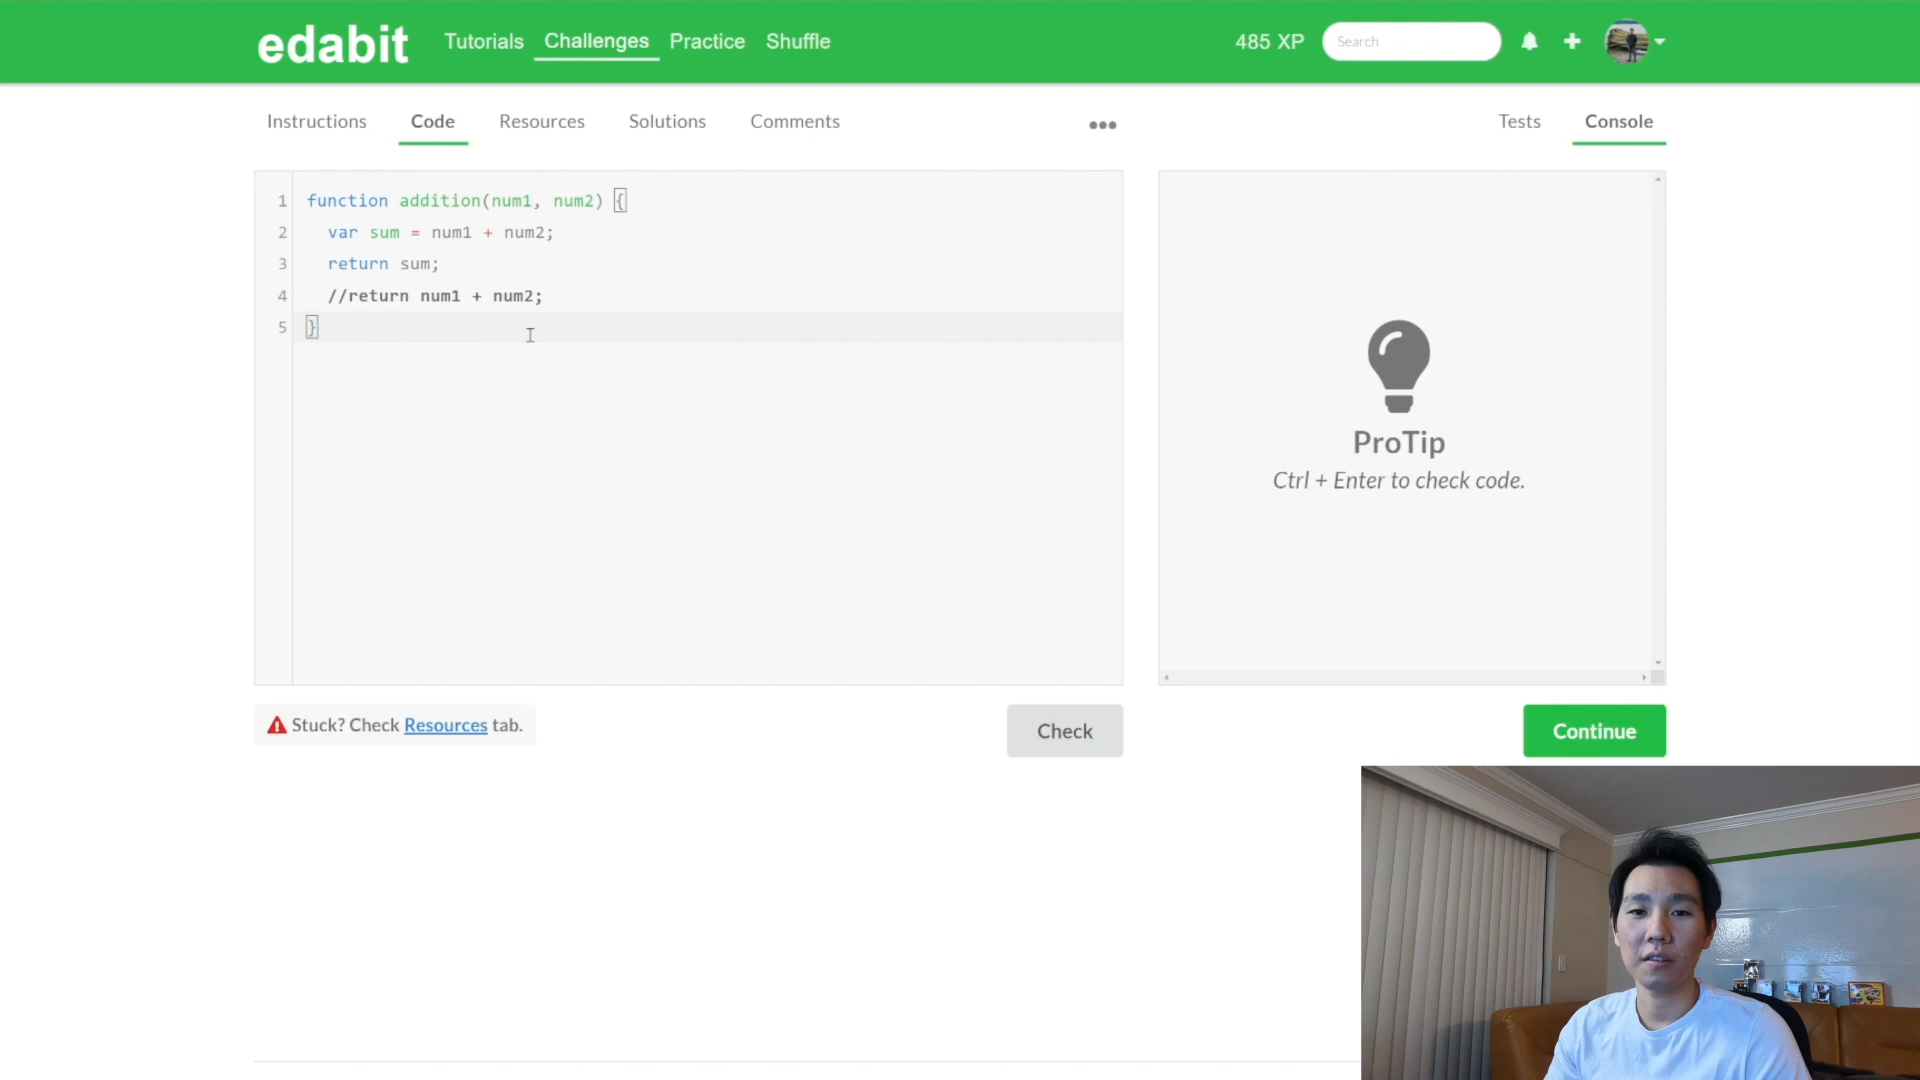 edabit
Tutorials Challenges Practice Shuffle
485 XP
Search
Instructions Code Resources Solutions Comments
Tests Console
1 function addition(num1, num2) {
2 var sum = num1 + num2;
3 return sum;
4 //return num1 + num2;
5 }
ProTip
Ctrl + Enter to check code.
Stuck? Check Resources tab.
Check
Continue